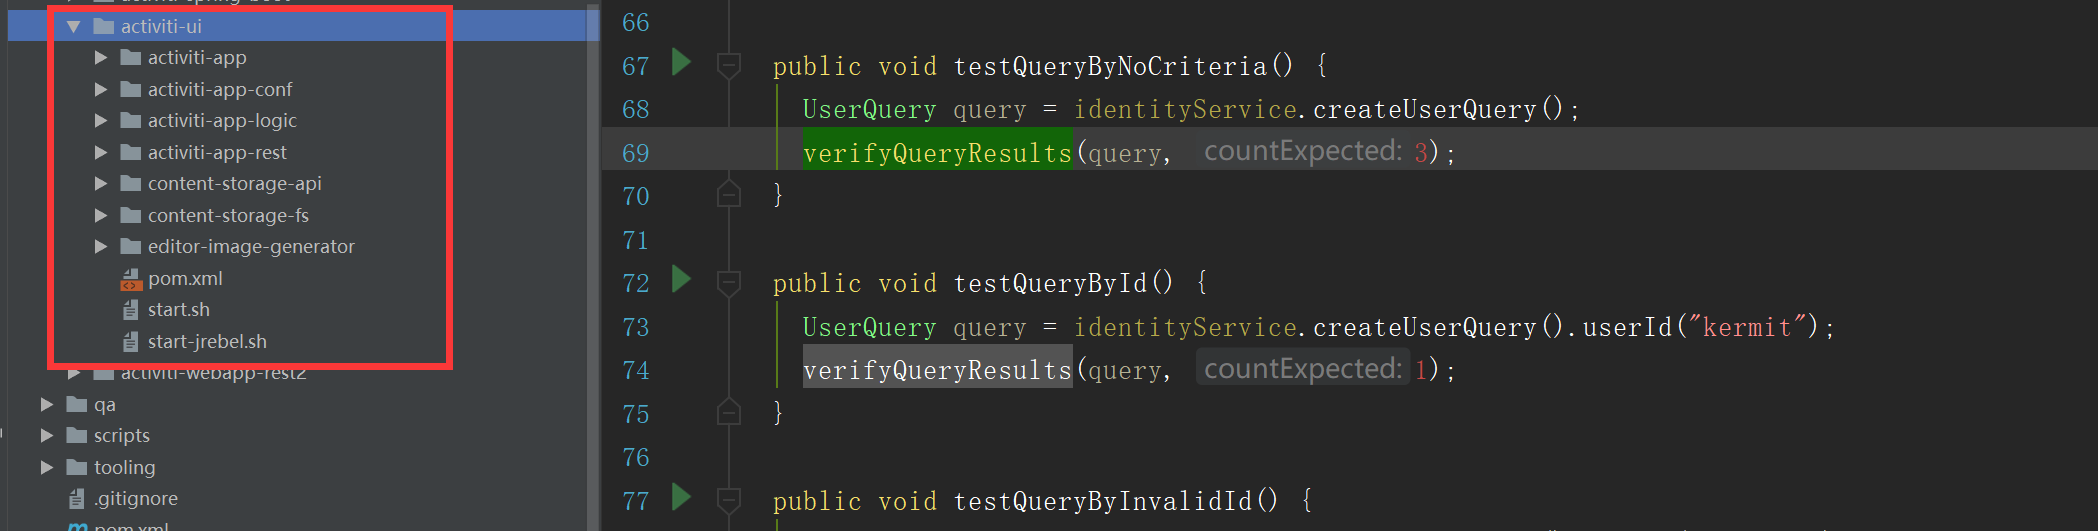 activiti-spring-boot
activiti-ui
activiti-app
activiti-app-conf
activiti-app-logic
activiti-app-rest
content-storage-api
content-storage-fs
editor-image-generator
pom.xml
start.sh
start-jrebel.sh
activiti-webapp-rest2
qa
scripts
tooling
.gitignore
pom.xml
66
67 public void testQueryByNoCriteria() {
68 UserQuery query = identityService.createUserQuery();
69 verifyQueryResults(query, countExpected: 3);
70 }
71
72 public void testQueryById() {
73 UserQuery query = identityService.createUserQuery().userId("kermit");
74 verifyQueryResults(query, countExpected: 1);
75 }
76
77 public void testQueryByInvalidId() {